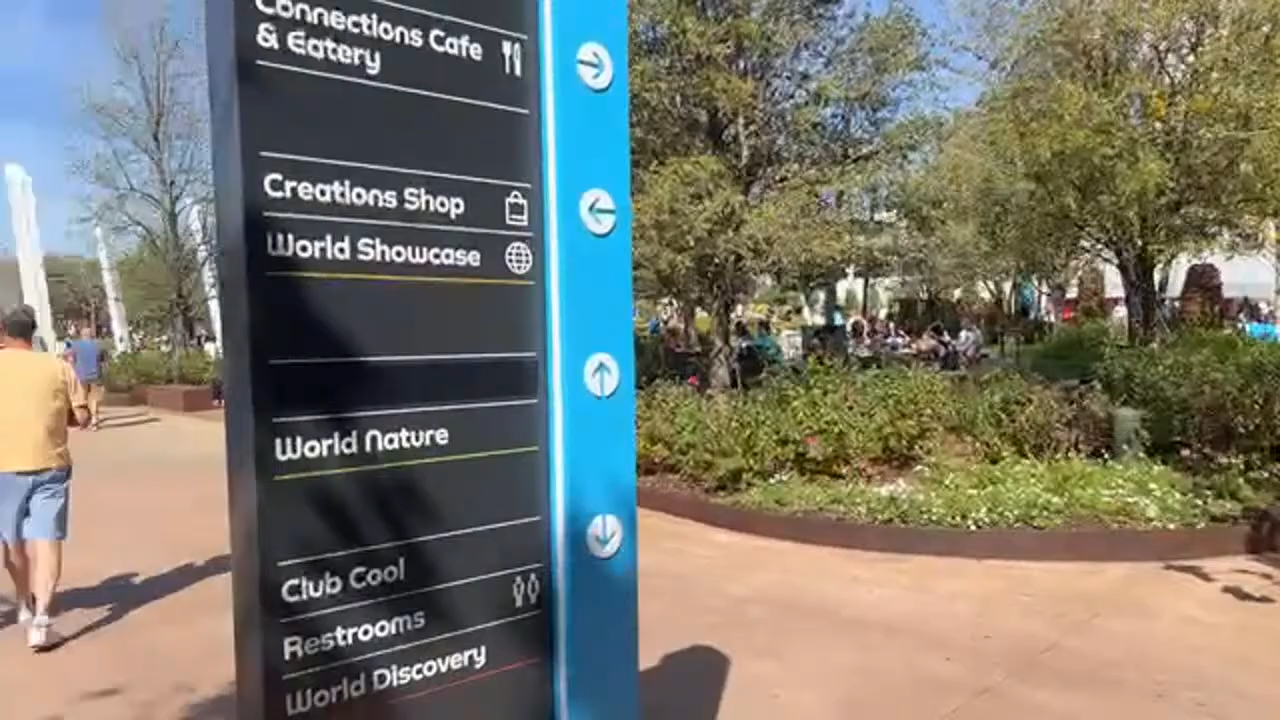 Connections Cafe
& Eatery
Creations Shop
World Showcase
World Nature
Club Cool
Restrooms
World Discovery